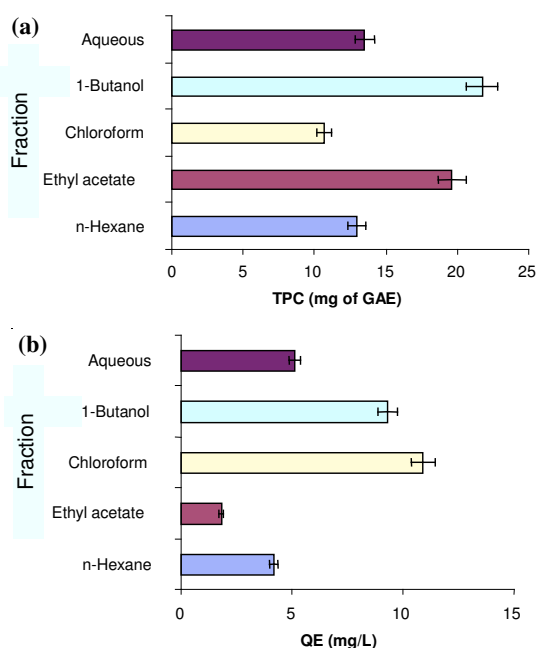 (a)
Fraction
Aqueous
1-Butanol
Chloroform
Ethyl acetate
n-Hexane
0 5 10 15 20 25
TPC (mg of GAE)
(b)
Fraction
Aqueous
1-Butanol
Chloroform
Ethyl acetate
n-Hexane
0 5 10 15
QE (mg/L)